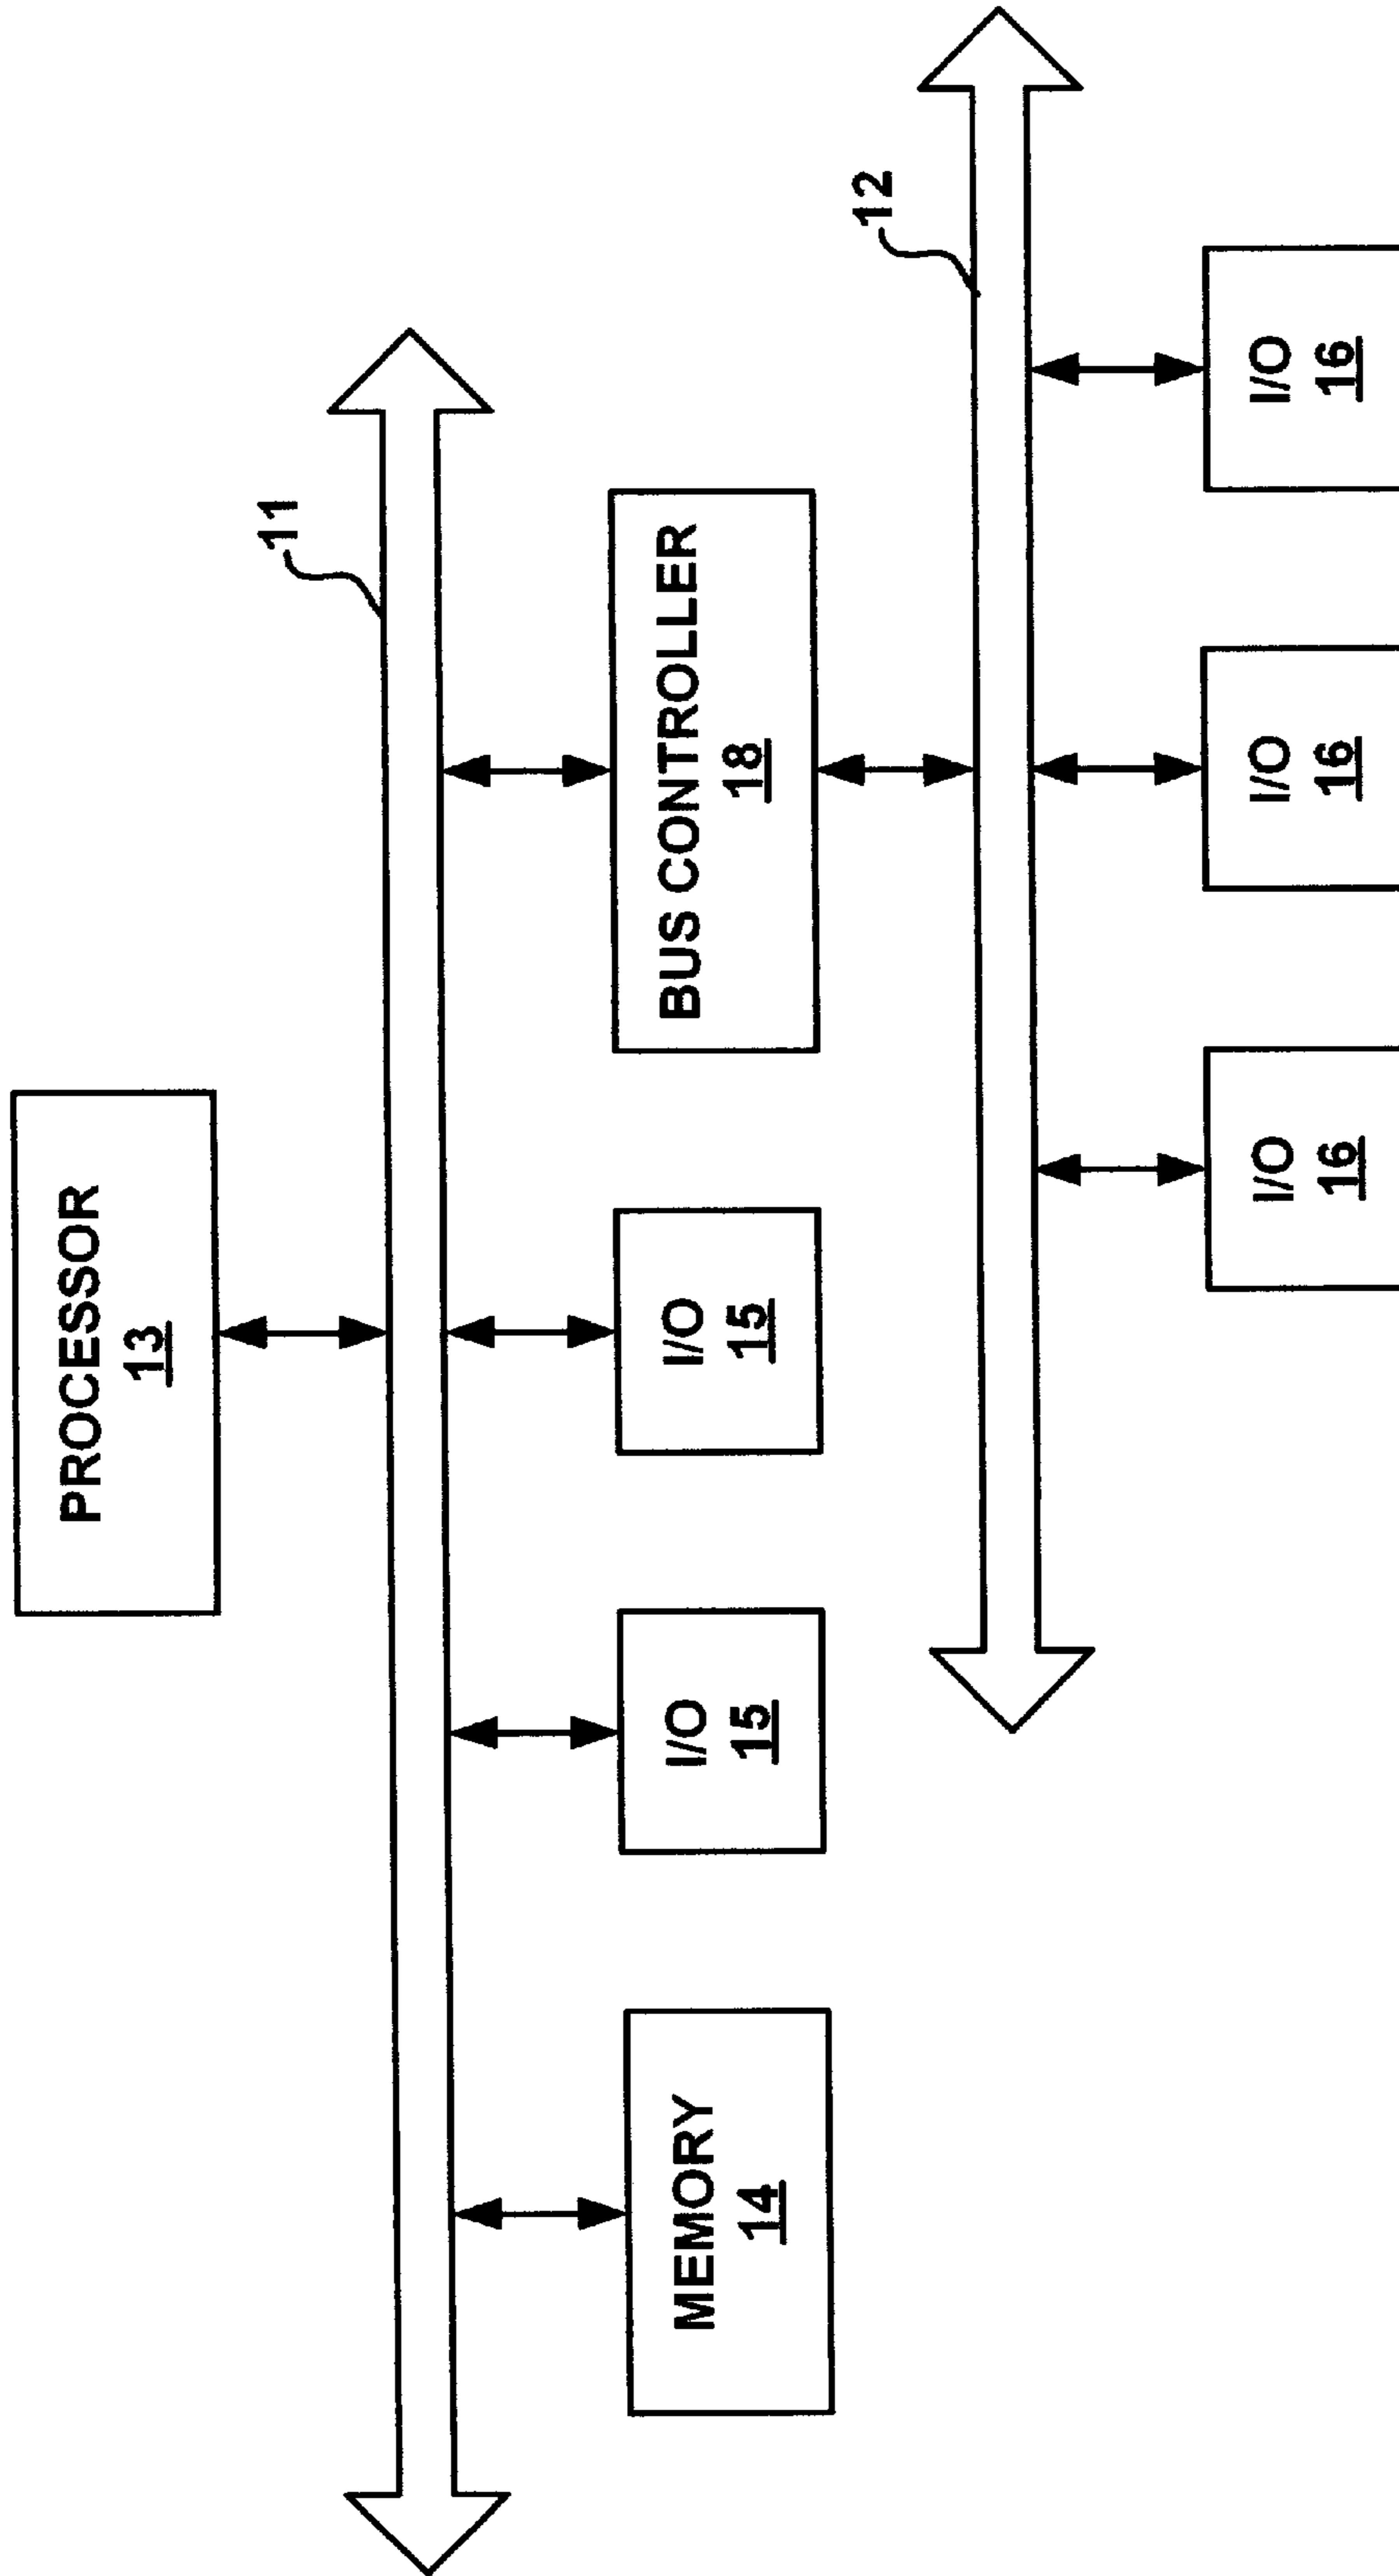 PROCESSOR
13
11
MEMORY
14
I/O
15
I/O
15
BUS CONTROLLER
18
12
I/O
16
I/O
16
I/O
16